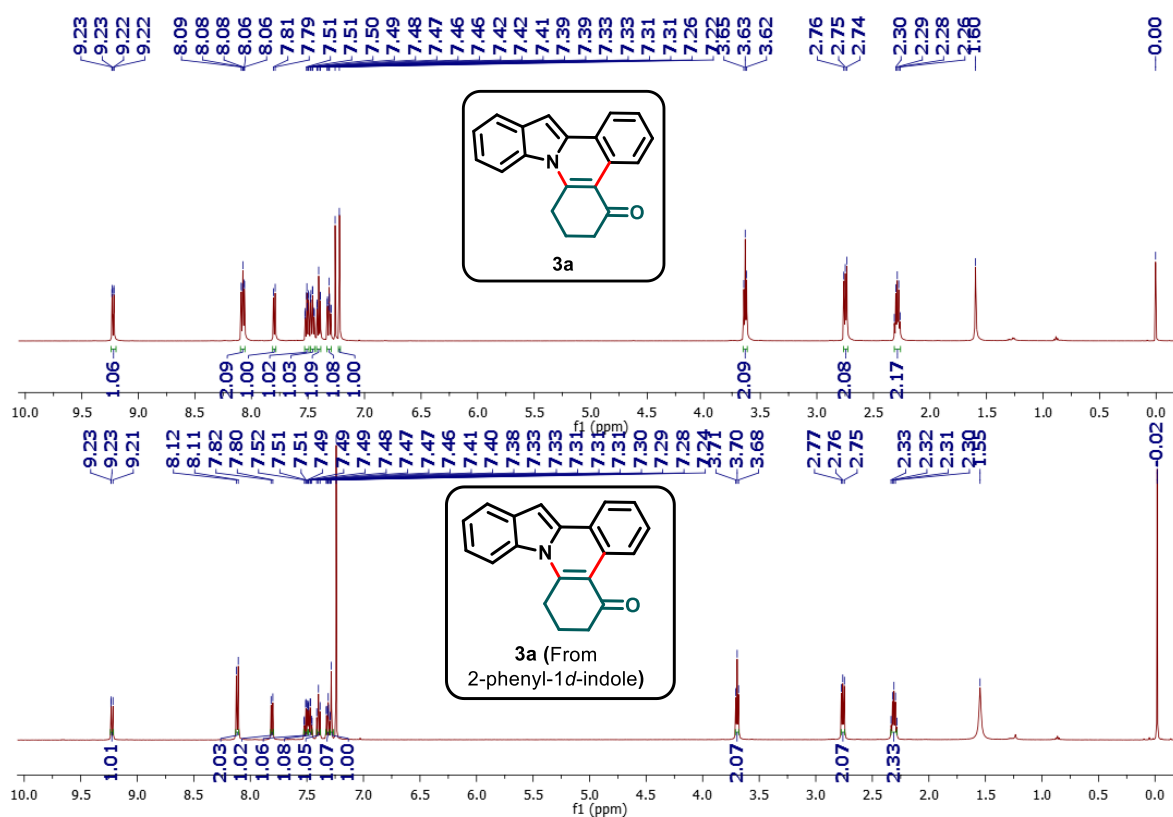 9.23 9.23 9.22 9.22 8.09 8.08 8.08 8.06 8.06 7.81 7.79 7.51 7.51 7.50 7.49 7.48 7.47 7.46 7.46 7.42 7.42 7.41 7.39 7.39 7.33 7.33 7.31 7.31 7.26 7.22 3.65 3.63 3.62 2.76 2.75 2.74 2.30 2.29 2.28 2.26 1.60 0.00
N
O
3a
1.06 2.09 1.00 1.02 1.03 1.09 1.08 1.00 2.09 2.08 2.17
10.0 9.5 9.0 8.5 8.0 7.5 7.0 6.5 6.0 5.5 5.0 4.5 4.0 3.5 3.0 2.5 2.0 1.5 1.0 0.5 0.0
f1 (ppm)
9.23 9.23 9.21 8.12 8.11 7.82 7.80 7.52 7.51 7.51 7.49 7.49 7.48 7.47 7.47 7.46 7.41 7.40 7.38 7.33 7.33 7.31 7.31 7.31 7.30 7.29 7.28 7.24 3.71 3.70 3.68 2.77 2.76 2.75 2.33 2.32 2.31 2.30 1.55 -0.02
N
O
3a (From
2-phenyl-1d-indole)
1.01 2.03 1.02 1.06 1.08 1.05 1.07 1.00 2.07 2.07 2.33
10.0 9.5 9.0 8.5 8.0 7.5 7.0 6.5 6.0 5.5 5.0 4.5 4.0 3.5 3.0 2.5 2.0 1.5 1.0 0.5 0.0
f1 (ppm)